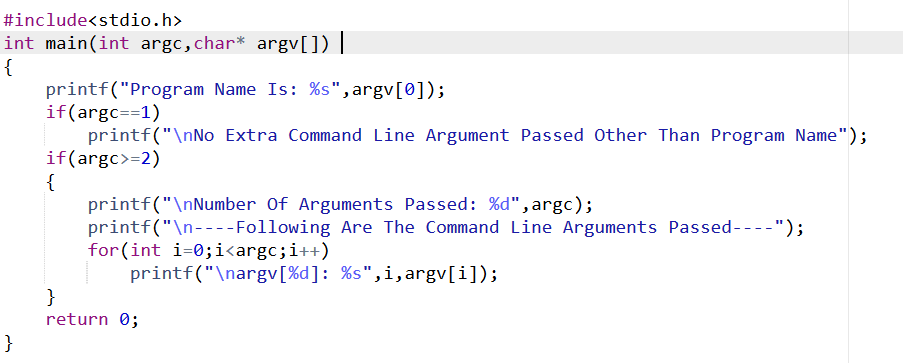 #include<stdio.h>
int main(int argc,char* argv[])
{
    printf("Program Name Is: %s",argv[0]);
    if(argc==1)
        printf("\nNo Extra Command Line Argument Passed Other Than Program Name");
    if(argc>=2)
    {
        printf("\nNumber Of Arguments Passed: %d",argc);
        printf("\n----Following Are The Command Line Arguments Passed----");
        for(int i=0;i<argc;i++)
            printf("\nargv[%d]: %s",i,argv[i]);
    }
    return 0;
}